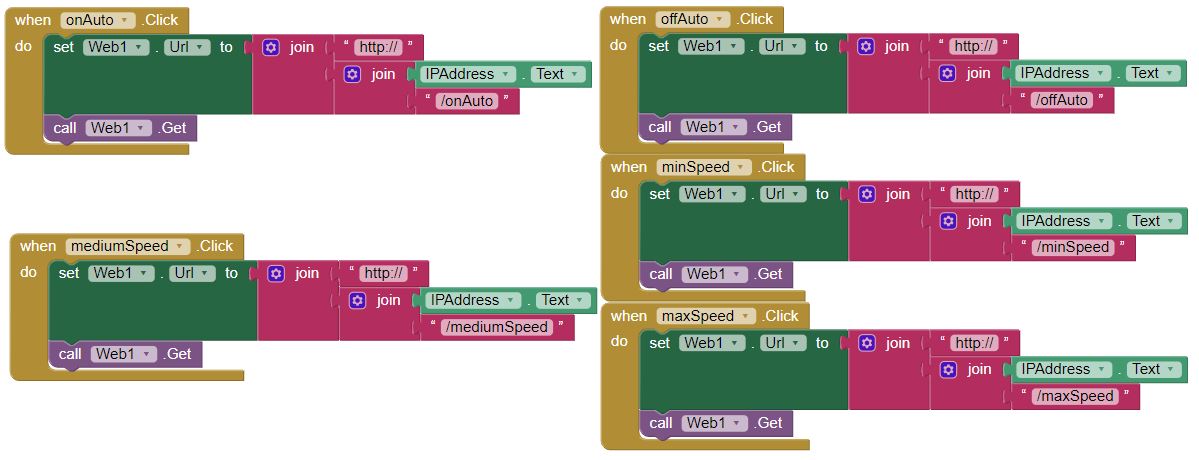 when onAuto .Click
do set Web1 . Url to join “ http:// ”
join IPAddress . Text
“ /onAuto ”
call Web1 .Get
when mediumSpeed .Click
do set Web1 . Url to join “ http:// ”
join IPAddress . Text
“ /mediumSpeed ”
call Web1 .Get
when offAuto .Click
do set Web1 . Url to join “ http:// ”
join IPAddress . Text
“ /offAuto ”
call Web1 .Get
when minSpeed .Click
do set Web1 . Url to join “ http:// ”
join IPAddress . Text
“ /minSpeed ”
call Web1 .Get
when maxSpeed .Click
do set Web1 . Url to join “ http:// ”
join IPAddress . Text
“ /maxSpeed ”
call Web1 .Get